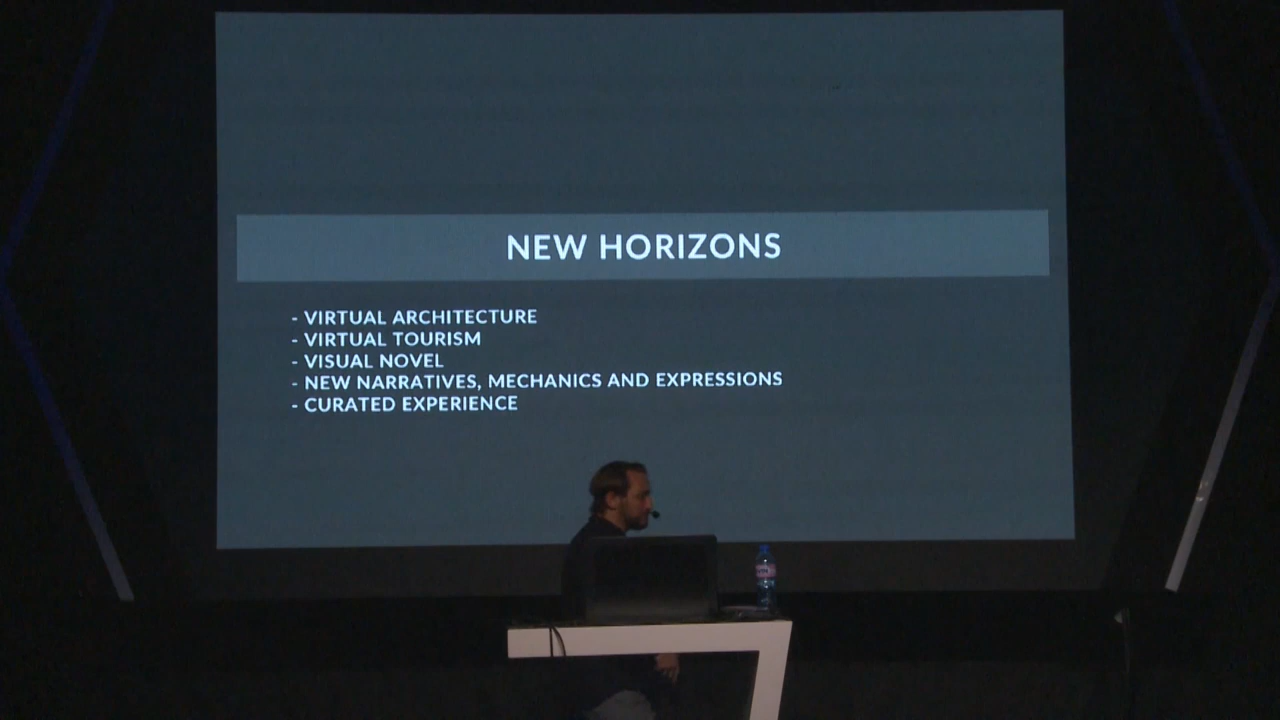 NEW HORIZONS
- VIRTUAL ARCHITECTURE
- VIRTUAL TOURISM
- VISUAL NOVEL
- NEW NARRATIVES, MECHANICS AND EXPRESSIONS
- CURATED EXPERIENCE